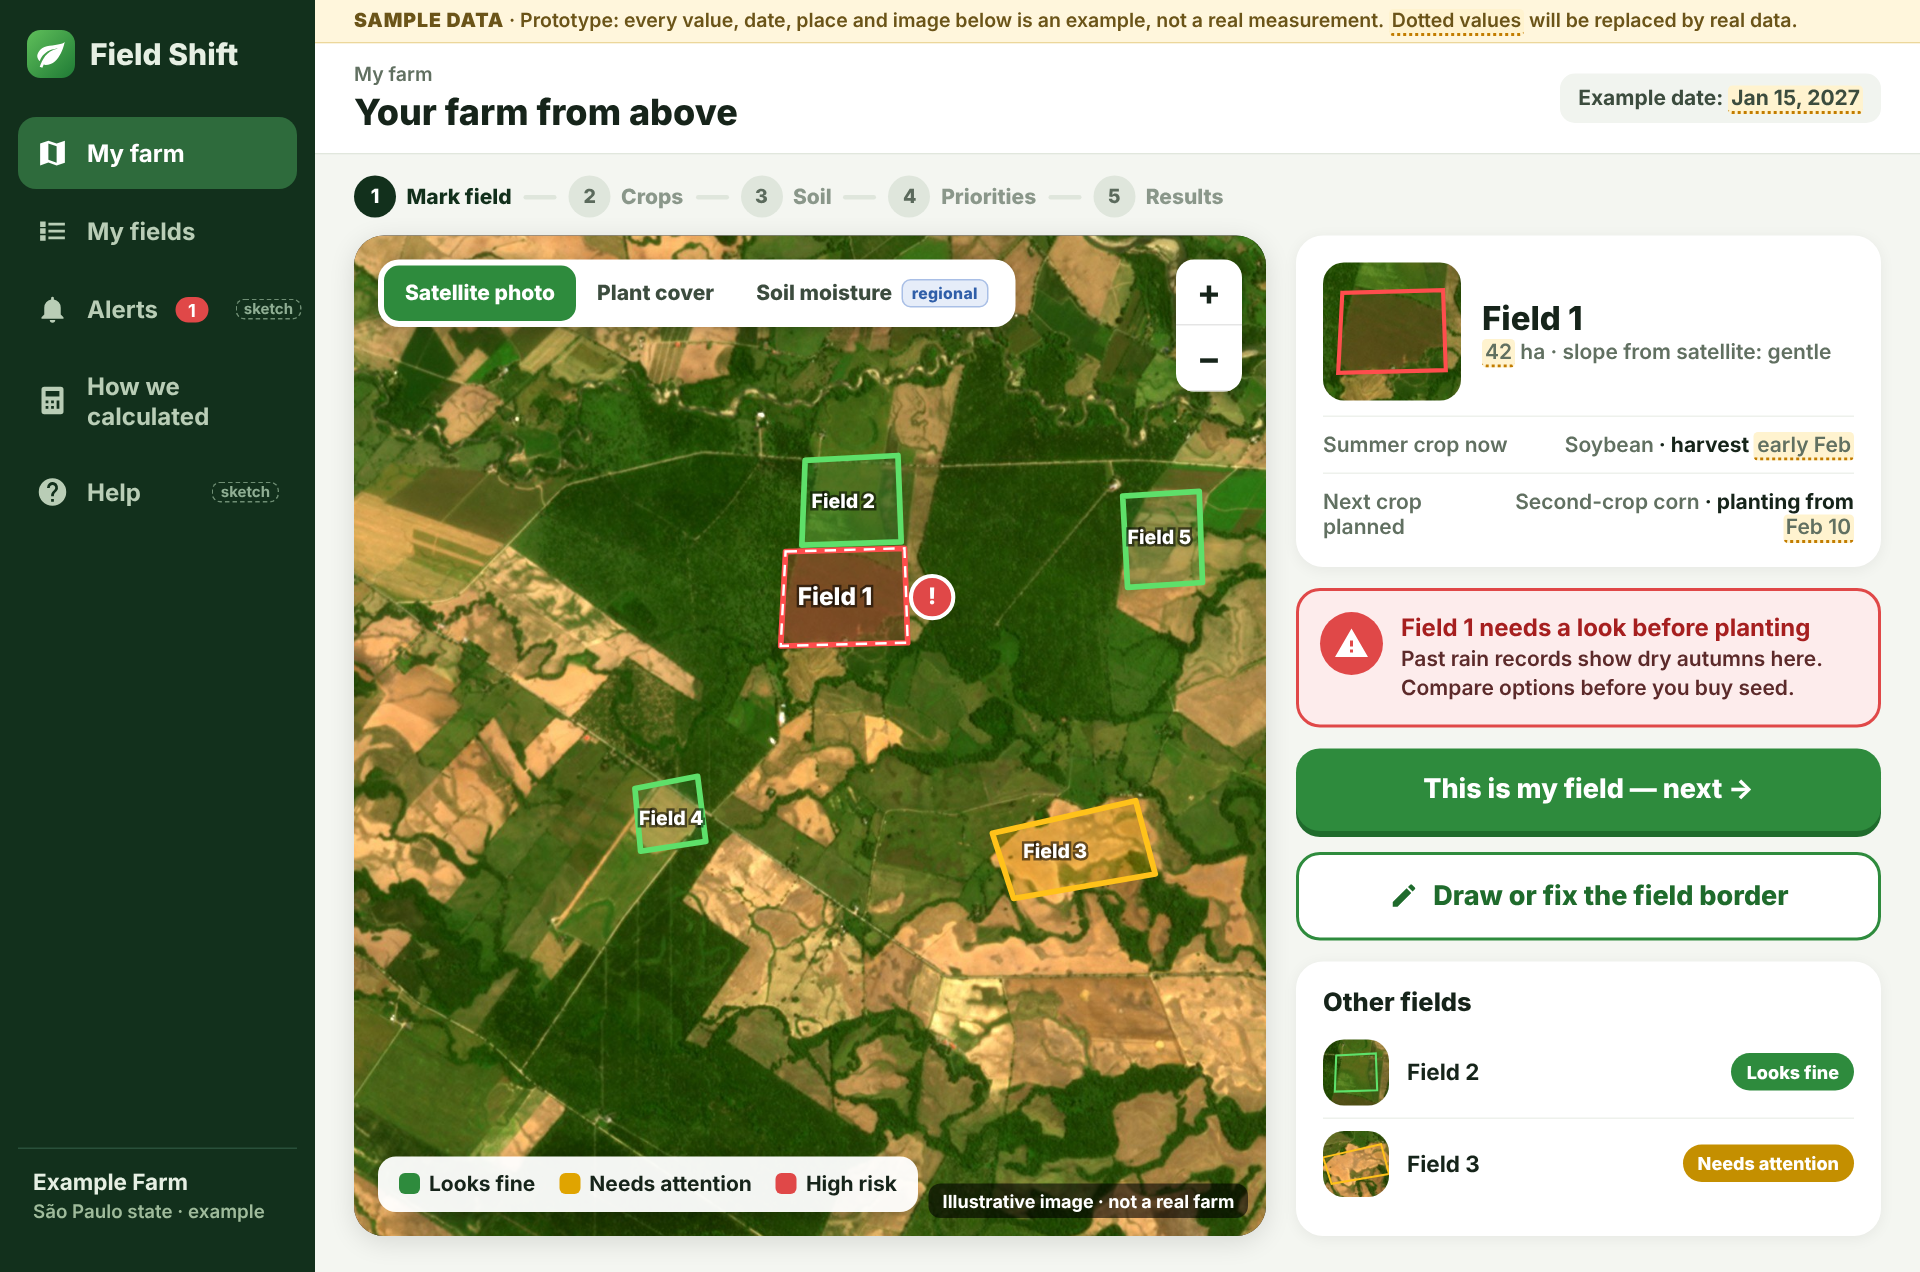 SAMPLE DATA · Prototype: every value, date, place and image below is an example, not a real measurement. Dotted values will be replaced by real data.
Field Shift
My farm
My fields
Alerts 1 sketch
How we
calculated
Help sketch
Example Farm
São Paulo state · example
My farm
Your farm from above
Example date: Jan 15, 2027
1 Mark field 2 Crops 3 Soil 4 Priorities 5 Results
Satellite photo Plant cover Soil moisture regional
+
−
Field 2
Field 5
Field 1 !
Field 4
Field 3
Looks fine Needs attention High risk
Illustrative image · not a real farm
Field 1
42 ha · slope from satellite: gentle
Summer crop now Soybean · harvest early Feb
Next crop
planned
Second-crop corn · planting from
Feb 10
Field 1 needs a look before planting
Past rain records show dry autumns here.
Compare options before you buy seed.
This is my field — next →
Draw or fix the field border
Other fields
Field 2 Looks fine
Field 3 Needs attention